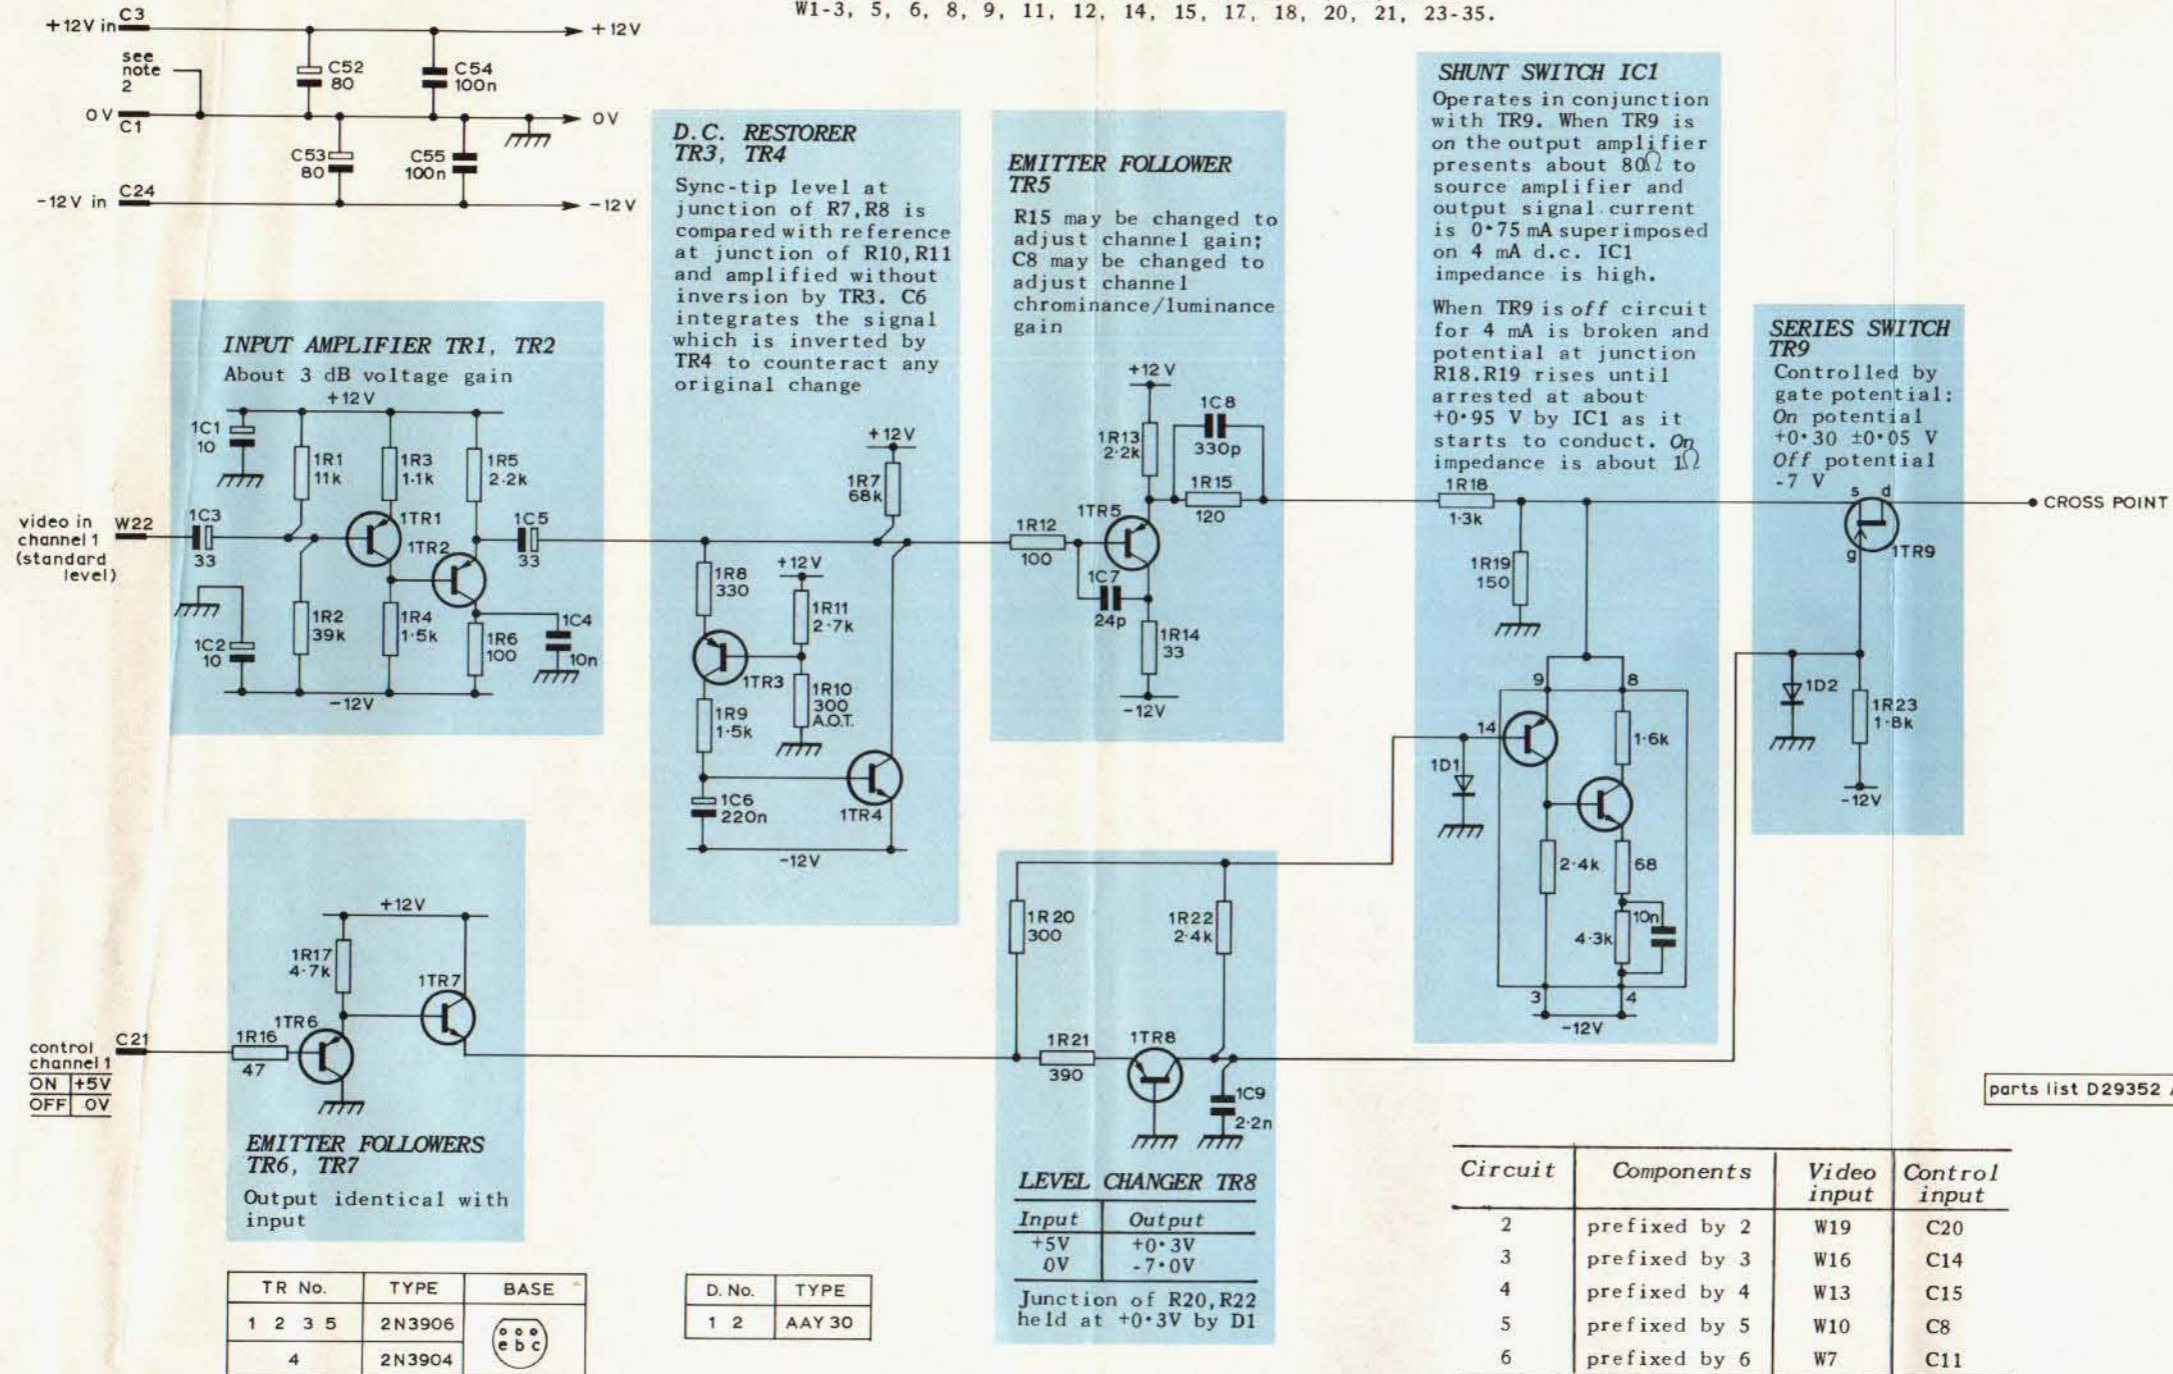 W1-3, 5, 6, 8, 9, 11, 12, 14, 15, 17, 18, 20, 21, 23-35.
+12V in C3
+12V
see
note
2
C52
80
C54
100n
0V
C1
0V
C53
80
C55
100n
-12V in C24
-12V
INPUT AMPLIFIER TR1, TR2
About 3 dB voltage gain
+12V
1C1
10
1R1
11k
1R3
1·1k
1R5
2·2k
video in
channel 1
(standard
level)
W22
1C3
33
1TR1
1TR2
1C5
33
1C2
10
1R2
39k
1R4
1·5k
1R6
100
1C4
10n
-12V
D.C. RESTORER
TR3, TR4
Sync-tip level at
junction of R7,R8 is
compared with reference
at junction of R10,R11
and amplified without
inversion by TR3. C6
integrates the signal
which is inverted by
TR4 to counteract any
original change
+12V
1R7
68k
1R8
330
+12V
1R11
2·7k
1TR3
1R10
300
A.O.T.
1R9
1·5k
1C6
220n
1TR4
-12V
EMITTER FOLLOWER
TR5
R15 may be changed to
adjust channel gain;
C8 may be changed to
adjust channel
chrominance/luminance
gain
+12V
1C8
330p
1R13
2·2k
1R15
120
1TR5
1R12
100
1C7
24p
1R14
33
-12V
SHUNT SWITCH IC1
Operates in conjunction
with TR9. When TR9 is
on the output amplifier
presents about 80Ω to
source amplifier and
output signal current
is 0·75 mA superimposed
on 4 mA d.c. IC1
impedance is high.
When TR9 is off circuit
for 4 mA is broken and
potential at junction
R18.R19 rises until
arrested at about
+0·95 V by IC1 as it
starts to conduct. On
impedance is about 1Ω
1R18
1·3k
1R19
150
9
8
14
1·6k
1D1
2·4k
68
10n
4·3k
3
4
-12V
SERIES SWITCH
TR9
Controlled by
gate potential:
On potential
+0·30 ±0·05 V
Off potential
-7 V
s d
g
1TR9
CROSS POINT
1D2
1R23
1·8k
-12V
+12V
1R17
4·7k
1TR7
1TR6
control
channel 1
ON +5V
OFF 0V
C21
1R16
47
EMITTER FOLLOWERS
TR6, TR7
Output identical with
input
1R20
300
1R22
2·4k
1R21
390
1TR8
1C9
2·2n
LEVEL CHANGER TR8
Input Output
+5V +0·3V
0V -7·0V
Junction of R20,R22
held at +0·3V by D1
parts list D29352
TR No. TYPE BASE
1 2 3 5 2N3906
e b c
4 2N3904
D. No. TYPE
1 2 AAY 30
Circuit Components Video input Control input
2 prefixed by 2 W19 C20
3 prefixed by 3 W16 C14
4 prefixed by 4 W13 C15
5 prefixed by 5 W10 C8
6 prefixed by 6 W7 C11